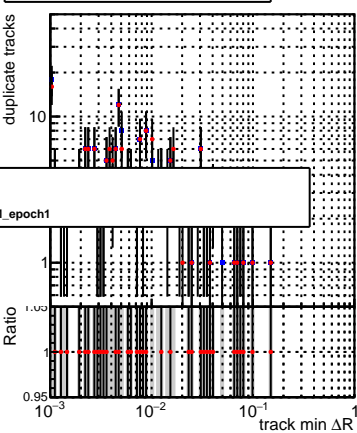 duplicate tracks
10
l_epoch1
1
Ratio
1.05
1
0.95
10⁻³ 10⁻² 10⁻¹ 1
track min ΔR